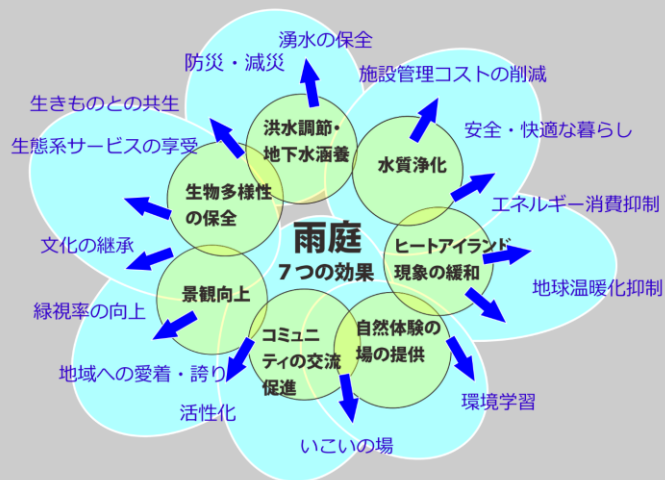 湧水の保全
防災・減災
施設管理コストの削減
生きものとの共生
安全・快適な暮らし
生態系サービスの享受
洪水調節・
地下水涵養
水質浄化
生物多様性
の保全
エネルギー消費抑制
雨庭
7つの効果
ヒートアイランド
現象の緩和
文化の継承
地球温暖化抑制
景観向上
緑視率の向上
コミュニ
ティの交流
促進
自然体験の
場の提供
地域への愛着・誇り
環境学習
活性化
いこいの場